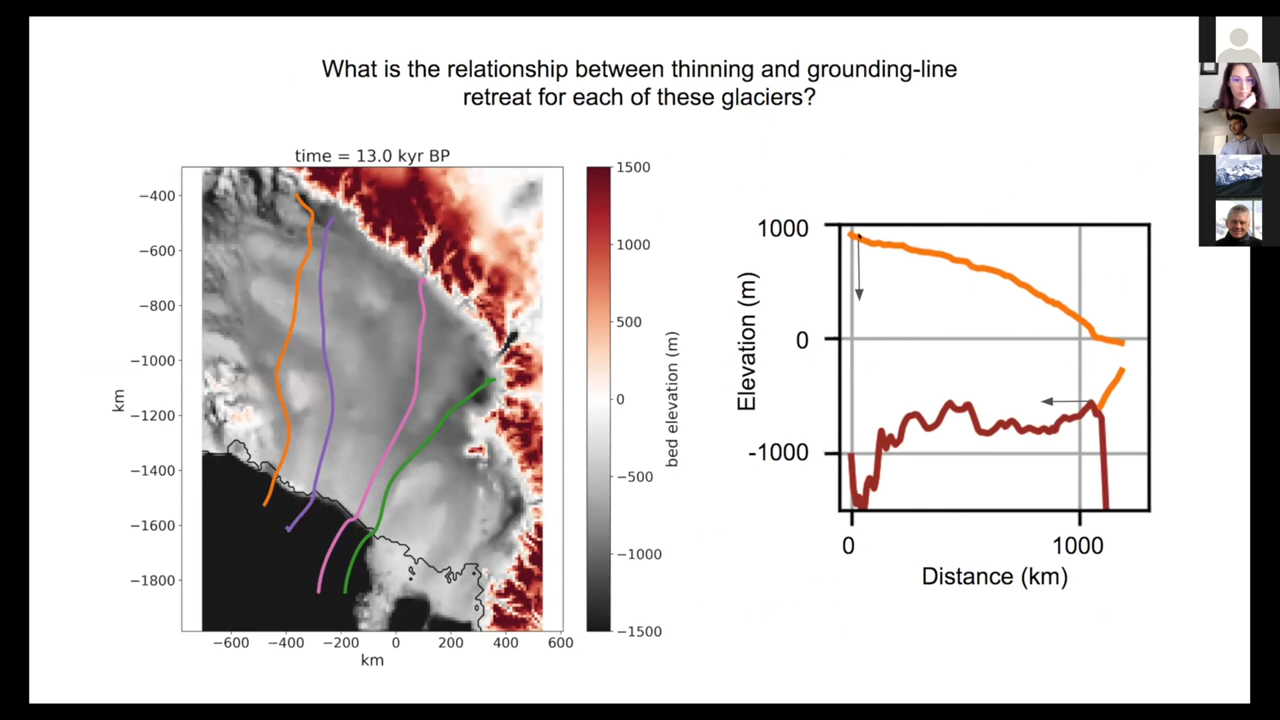 What is the relationship between thinning and grounding-line
retreat for each of these glaciers?
time = 13.0 kyr BP
−400
−600
−800
−1000
−1200
−1400
−1600
−1800
km
−600 −400 −200 0 200 400 600
km
1500
1000
500
0
−500
−1000
−1500
bed elevation (m)
1000
0
-1000
Elevation (m)
0 1000
Distance (km)